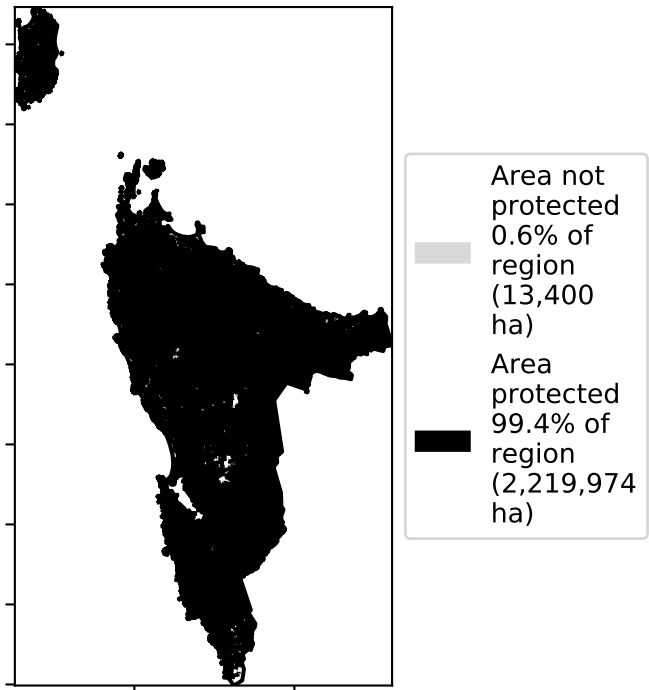 Area not
protected
0.6% of
region
(13,400
ha)
Area
protected
99.4% of
region
(2,219,974
ha)